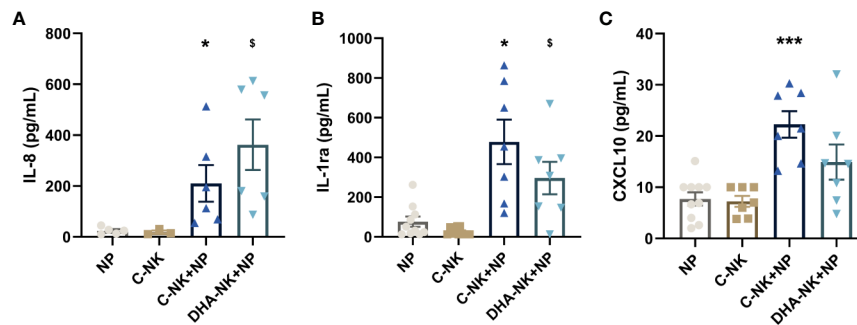 A
IL-8 (pg/mL)
800
600
400
200
0
*
$
NP
C-NK
C-NK+NP
DHA-NK+NP
B
IL-1ra (pg/mL)
1000
800
600
400
200
0
*
$
NP
C-NK
C-NK+NP
DHA-NK+NP
C
CXCL10 (pg/mL)
40
30
20
10
0
***
NP
C-NK
C-NK+NP
DHA-NK+NP